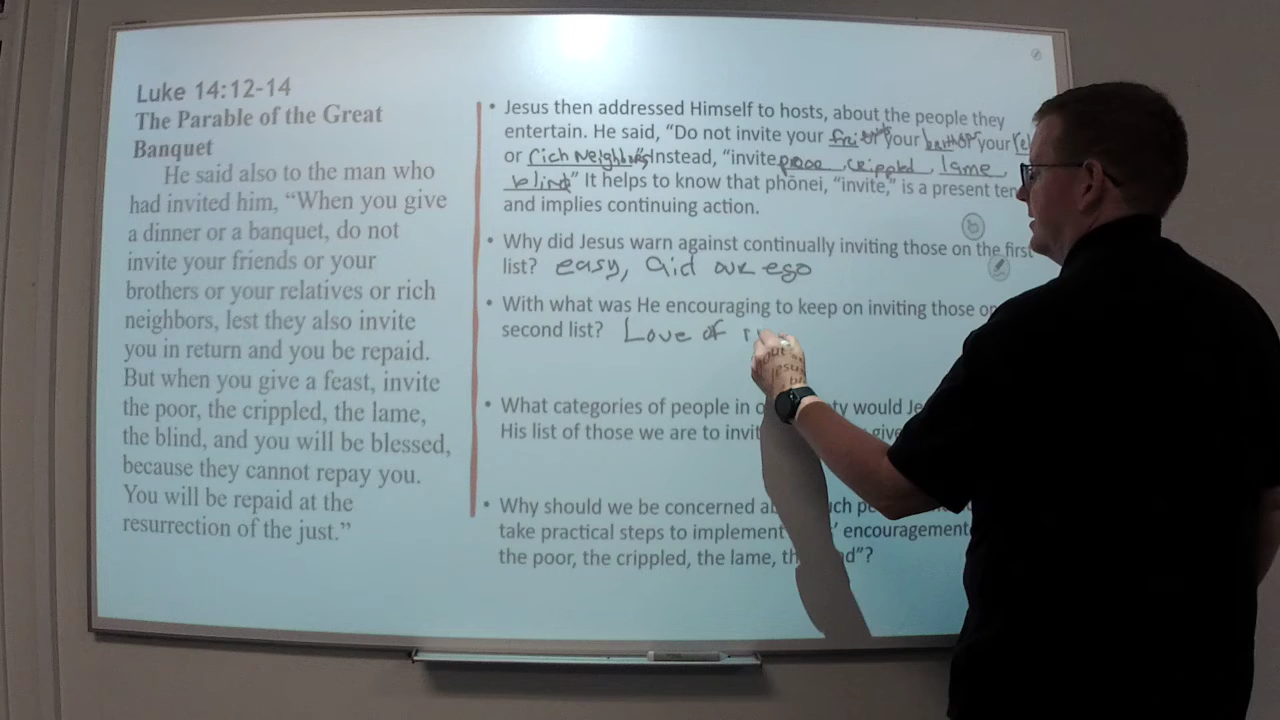 Luke 14:12-14
The Parable of the Great
Banquet
He said also to the man who
had invited him, “When you give
a dinner or a banquet, do not
invite your friends or your
brothers or your relatives or rich
neighbors, lest they also invite
you in return and you be repaid.
But when you give a feast, invite
the poor, the crippled, the lame,
the blind, and you will be blessed,
because they cannot repay you.
You will be repaid at the
resurrection of the just.”
• Jesus then addressed Himself to hosts, about the people they
entertain. He said, “Do not invite your your your
or rich neighbors” Instead, “invite crippled lame
blind” It helps to know that phōnei, “invite,” is a present
and implies continuing action.
• Why did Jesus warn against continually inviting those on the first
list? easy, aid our ego
• With what was He encouraging to keep on inviting those
second list? Love of
• What categories of people in would
His list of those we are to
• Why should we be concerned
take practical steps to implement encouragement
the poor, the crippled, the lame,